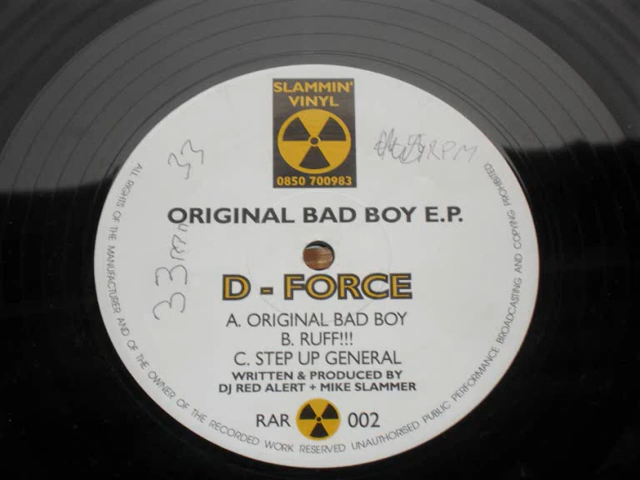 SLAMMIN'
VINYL
0850 700983
33
RPM
ORIGINAL BAD BOY E.P.
33rpm
D - FORCE
A. ORIGINAL BAD BOY
B. RUFF!!!
C. STEP UP GENERAL
WRITTEN & PRODUCED BY
DJ RED ALERT + MIKE SLAMMER
RAR 002
ALL RIGHTS OF THE MANUFACTURER AND OF THE OWNER OF THE RECORDED WORK RESERVED UNAUTHORISED PUBLIC PERFORMANCE BROADCASTING AND COPYING PROHIBITED.